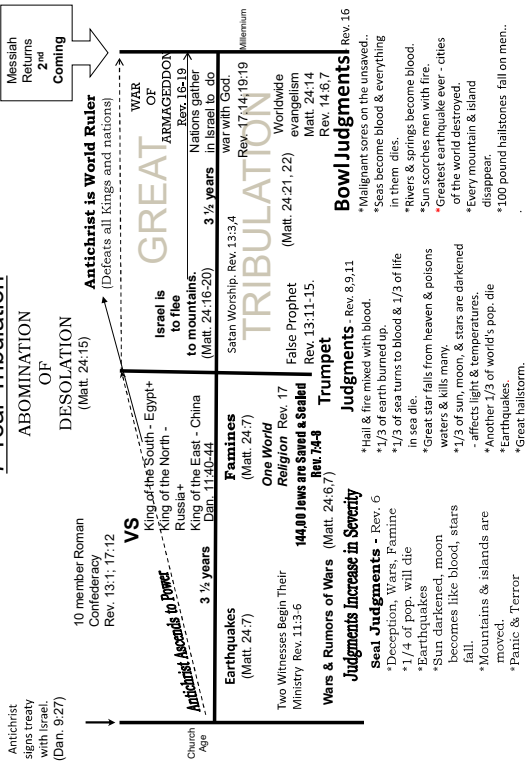 7 Year Tribulation
Antichrist
signs treaty
with Israel.
(Dan. 9:27)
10 member Roman
Confederacy
Rev. 13:1; 17:12
ABOMINATION
OF
DESOLATION
(Matt. 24:15)
Antichrist is World Ruler
(Defeats all Kings and nations)
Messiah
Returns
2nd
Coming
VS
King of the South - Egypt+
King of the North -
Russia+
King of the East - China
Dan. 11:40-44
Antichrist Ascends to Power
3 ½ years
Church
Age
GREAT
Israel is
to flee
to mountains.
(Matt. 24:16-20)
WAR
OF
ARMAGEDDON
Rev. 16-19
Nations gather
in Israel to do
war with God.
Rev. 17:14;19:19
3 ½ years
Millennium
Earthquakes
(Matt. 24:7)
Famines
(Matt. 24:7)
Satan Worship. Rev. 13:3,4
TRIBULATION
Two Witnesses Begin Their
Ministry Rev. 11:3-6
One World
Religion Rev. 17
144,00 Jews are Saved & Sealed
Rev. 7:4-8
False Prophet
Rev. 13:11-15.
(Matt. 24:21, 22)
Worldwide
evangelism
Matt. 24:14
Rev. 14:6,7
Wars & Rumors of Wars (Matt. 24:6,7)
Judgments Increase in Severity
Seal Judgments - Rev. 6
*Deception, Wars, Famine
*1/4 of pop. will die
*Earthquakes
*Sun darkened, moon
becomes like blood, stars
fall.
*Mountains & islands are
moved.
*Panic & Terror
Trumpet
Judgments - Rev. 8,9,11
*Hail & fire mixed with blood.
*1/3 of earth burned up.
*1/3 of sea turns to blood & 1/3 of life
in sea die.
*Great star falls from heaven & poisons
waters & kills many.
*1/3 of sun, moon, & stars are darkened
- affects light & temperatures.
*Another 1/3 of world's pop. die
*Earthquakes.
*Great hailstorm.
Bowl Judgments Rev. 16
*Malignant sores on the unsaved..
*Seas become blood & everything
in them dies.
*Rivers & springs become blood.
*Sun scorches men with fire.
*Greatest earthquake ever - cities
of the world destroyed.
*Every mountain & island
disappear.
*100 pound hailstones fall on men..